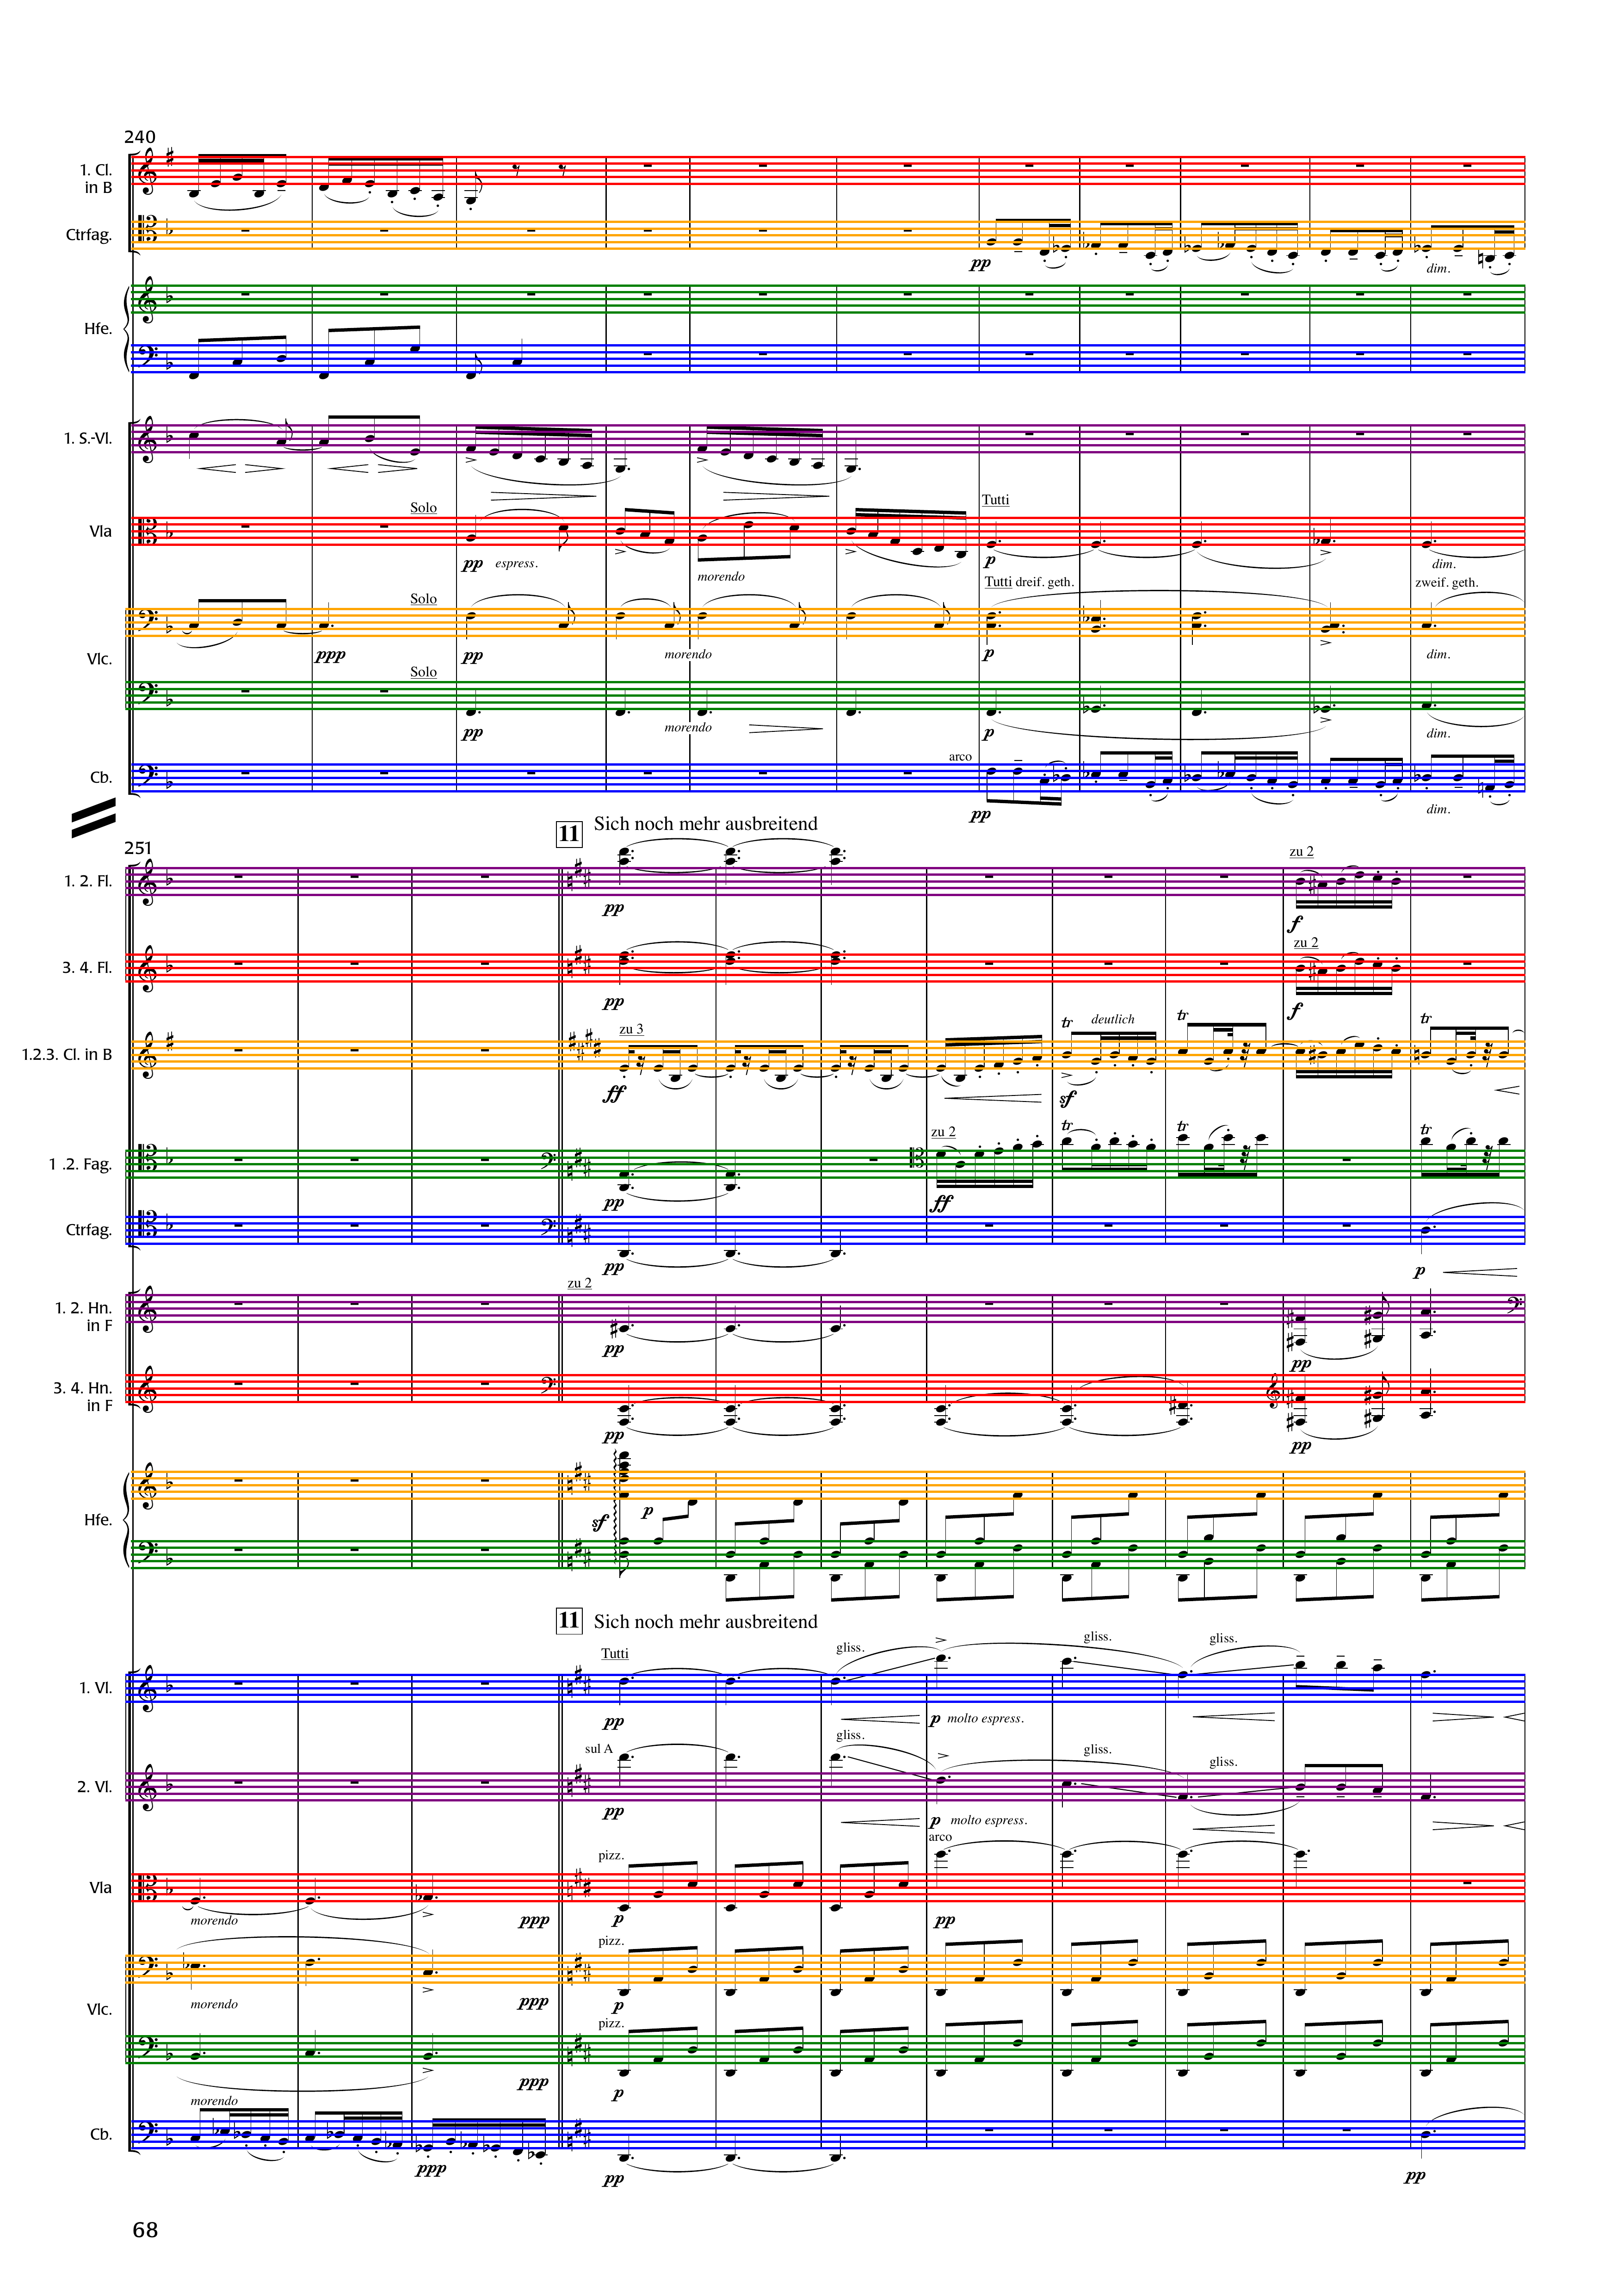 240
1. Cl.
in B
Ctrfag.
pp
dim.
Hfe.
1. S.-Vl.
Solo
Tutti
Vla
pp espress.
morendo
p
dim.
Solo
Tutti dreif. geth.
zweif. geth.
ppp
pp
morendo
p
dim.
Vlc.
Solo
pp
morendo
p
dim.
arco
Cb.
pp
dim.
251
11 Sich noch mehr ausbreitend
zu 2
1. 2. Fl.
pp
f
zu 2
3. 4. Fl.
pp
f
zu 3
tr deutlich
tr
tr
1.2.3. Cl. in B
ff
sf
zu 2
tr
tr
tr
1 .2. Fag.
pp
ff
Ctrfag.
pp
p
zu 2
1. 2. Hn.
in F
pp
pp
3. 4. Hn.
in F
pp
pp
Hfe.
sf
p
11 Sich noch mehr ausbreitend
Tutti
gliss.
gliss.
gliss.
1. Vl.
pp
p molto espress.
sul A
gliss.
gliss.
gliss.
2. Vl.
pp
p molto espress.
pizz.
arco
Vla
morendo
ppp
p
pp
pizz.
morendo
ppp
p
Vlc.
pizz.
ppp
p
morendo
Cb.
ppp
pp
pp
68